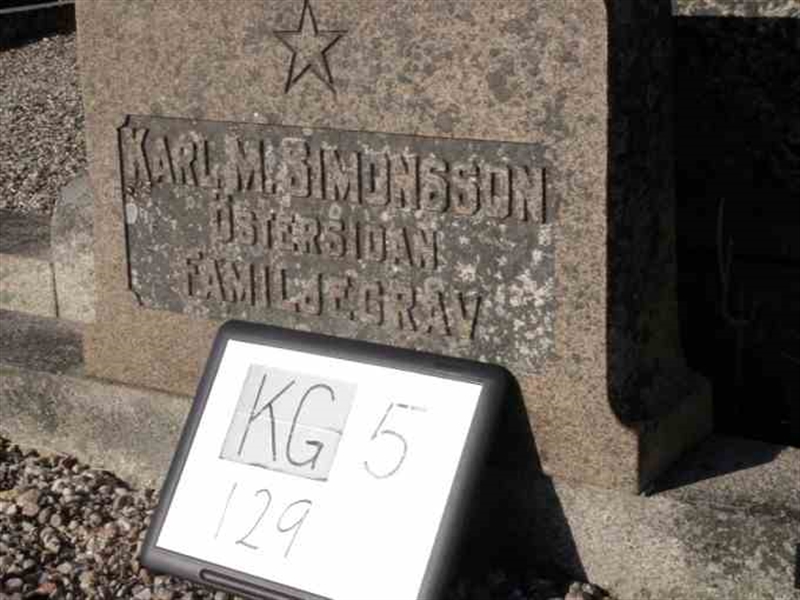 KARL. M. SIMONSSON
ÖSTERSIDAN.
FAMILJEGRAV
KG 5
129